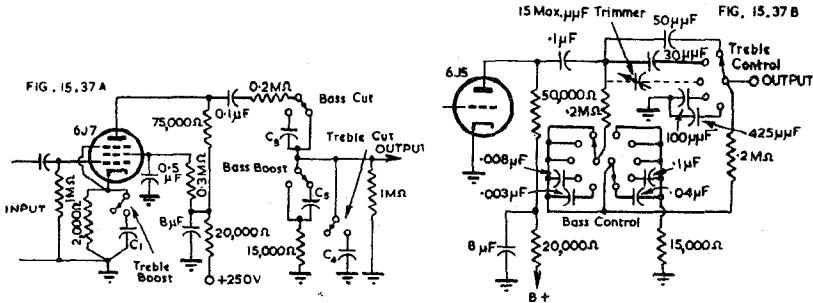 FIG. 15.37A
6J7
INPUT
1MΩ
2,000Ω
C₁
Treble
Boost
0.5
μF
0.3MΩ
75,000Ω
8μF
20,000Ω
+250V
0.1μF
0.2MΩ
Bass Cut
C₃
Treble Cut
OUTPUT
Bass Boost
C₅
15,000Ω
C₄
1MΩ
15 Max. μμF Trimmer
FIG. 15.37B
.1μF
50μμF
30μμF
Treble
Control
OUTPUT
6J5
50,000Ω
.2MΩ
100μμF
425μμF
.2MΩ
.008μF
.003μF
.1μF
.04μF
Bass Control
8μF
20,000Ω
15,000Ω
B+